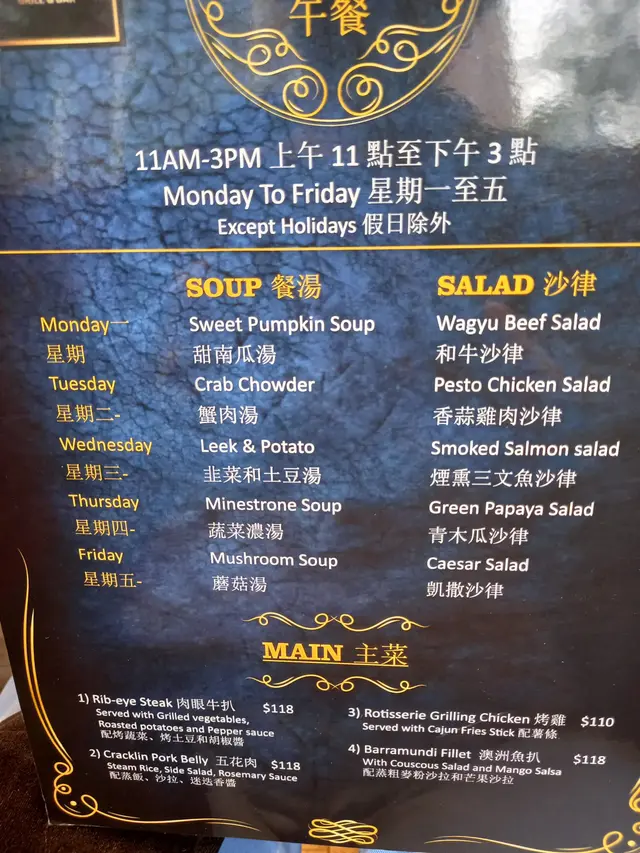 GRILL & BAR
午餐
11AM-3PM 上午 11 點至下午 3 點
Monday To Friday 星期一至五
Except Holidays 假日除外
SOUP 餐湯
SALAD 沙律
Monday一
Sweet Pumpkin Soup
Wagyu Beef Salad
星期
甜南瓜湯
和牛沙律
Tuesday
Crab Chowder
Pesto Chicken Salad
星期二-
蟹肉湯
香蒜雞肉沙律
Wednesday
Leek & Potato
Smoked Salmon salad
星期三-
韭菜和土豆湯
煙熏三文魚沙律
Thursday
Minestrone Soup
Green Papaya Salad
星期四-
蔬菜濃湯
青木瓜沙律
Friday
Mushroom Soup
Caesar Salad
星期五-
蘑菇湯
凱撒沙律
MAIN 主菜
1) Rib-eye Steak 肉眼牛扒 $118
Served with Grilled vegetables,
Roasted potatoes and Pepper sauce
配烤蔬菜、烤土豆和胡椒醬
2) Cracklin Pork Belly 五花肉 $118
Steam Rice, Side Salad, Rosemary Sauce
配蒸飯、沙拉、迷迭香醬
3) Rotisserie Grilling Chicken 烤雞 $110
Served with Cajun Fries Stick 配薯條
4) Barramundi Fillet 澳洲魚扒 $118
With Couscous Salad and Mango Salsa
配蒸粗麥粉沙拉和芒果沙拉